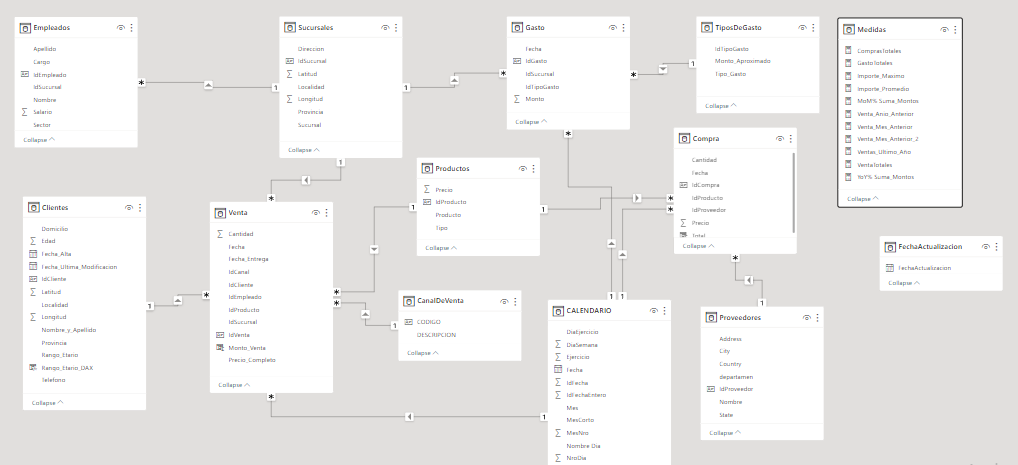 Empleados
Apellido
Cargo
IdEmpleado
IdSucursal
Nombre
Salario
Sector
Collapse
Sucursales
Direccion
IdSucursal
Latitud
Localidad
Longitud
Provincia
Sucursal
Collapse
Gasto
Fecha
IdGasto
IdSucursal
IdTipoGasto
Monto
Collapse
TiposDeGasto
IdTipoGasto
Monto_Aproximado
Tipo_Gasto
Collapse
Medidas
ComprasTotales
GastoTotales
Importe_Maximo
Importe_Promedio
MoM% Suma_Montos
Venta_Anio_Anterior
Venta_Mes_Anterior
Venta_Mes_Anterior_2
Ventas_Ultimo_Año
VentaTotales
YoY% Suma_Montos
Collapse
Compra
Cantidad
Fecha
IdCompra
IdProducto
IdProveedor
Precio
Total
Collapse
Productos
Precio
IdProducto
Producto
Tipo
Collapse
Clientes
Domicilio
Edad
Fecha_Alta
Fecha_Ultima_Modificacion
IdCliente
Latitud
Localidad
Longitud
Nombre_y_Apellido
Provincia
Rango_Etario
Rango_Etario_DAX
Telefono
Collapse
Venta
Cantidad
Fecha
Fecha_Entrega
IdCanal
IdCliente
IdEmpleado
IdProducto
IdSucursal
IdVenta
Monto_Venta
Precio_Completo
Collapse
CanalDeVenta
CODIGO
DESCRIPCION
Collapse
CALENDARIO
DiaEjercicio
DiaSemana
Ejercicio
Fecha
IdFecha
IdFechaEntero
Mes
MesCorto
MesNro
Nombre Dia
NroDia
Proveedores
Address
City
Country
departamen
IdProveedor
Nombre
State
Collapse
FechaActualizacion
FechaActualizacion
Collapse
1
*
1
*
1
*
1
*
1
*
1
*
1
*
1
*
1
*
1
*
1
*
1
*